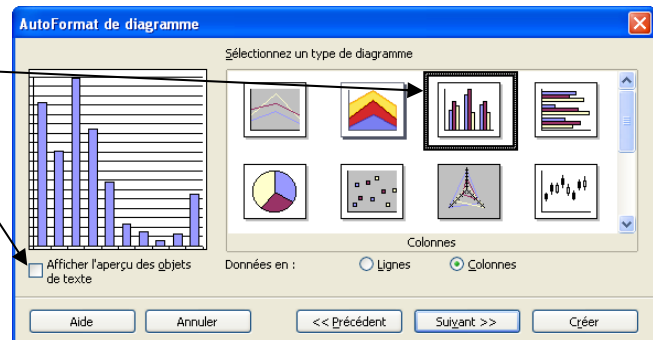 AutoFormat de diagramme
Sélectionnez un type de diagramme
Colonnes
Afficher l'aperçu des objets
de texte
Données en :
Lignes
Colonnes
Aide
Annuler
<< Précédent
Suivant >>
Créer